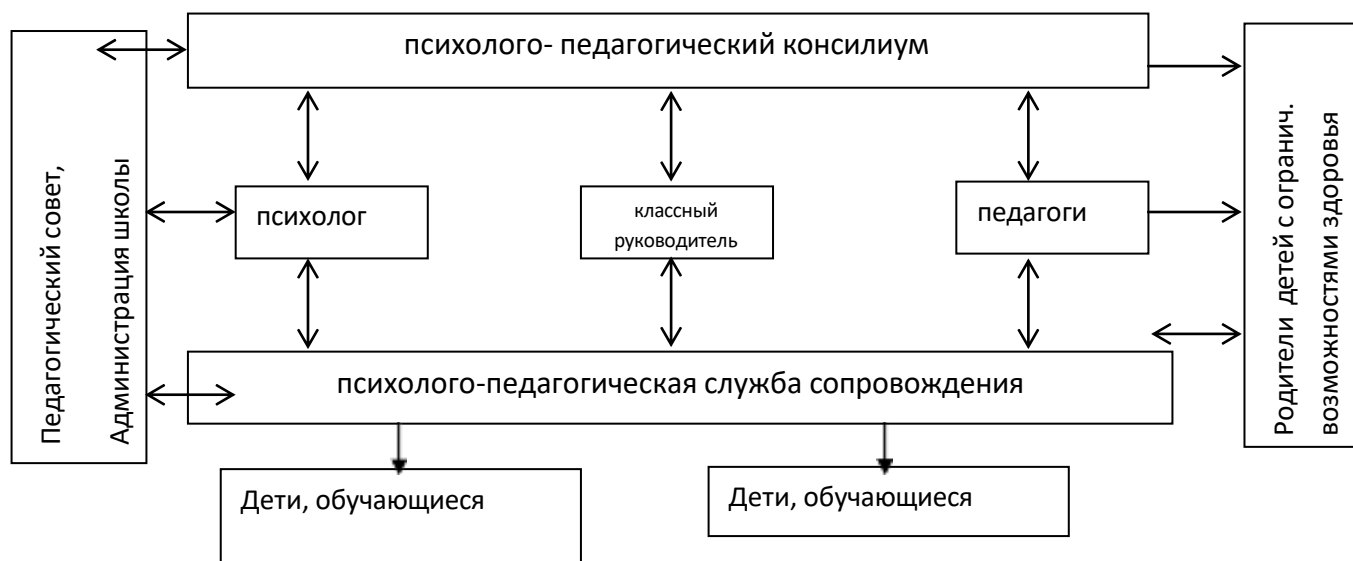 психолого- педагогический консилиум
Педагогический совет,
Администрация школы
психолог
классный
руководитель
педагоги
Родители детей с огранич.
возможностями здоровья
психолого-педагогическая служба сопровождения
Дети, обучающиеся
Дети, обучающиеся